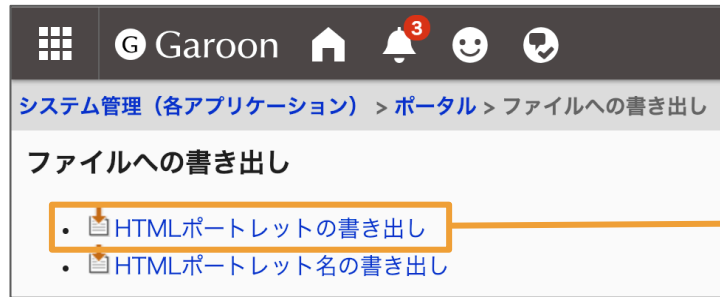 G Garoon 3
システム管理（各アプリケーション） > ポータル > ファイルへの書き出し
ファイルへの書き出し
• HTMLポートレットの書き出し
• HTMLポートレット名の書き出し